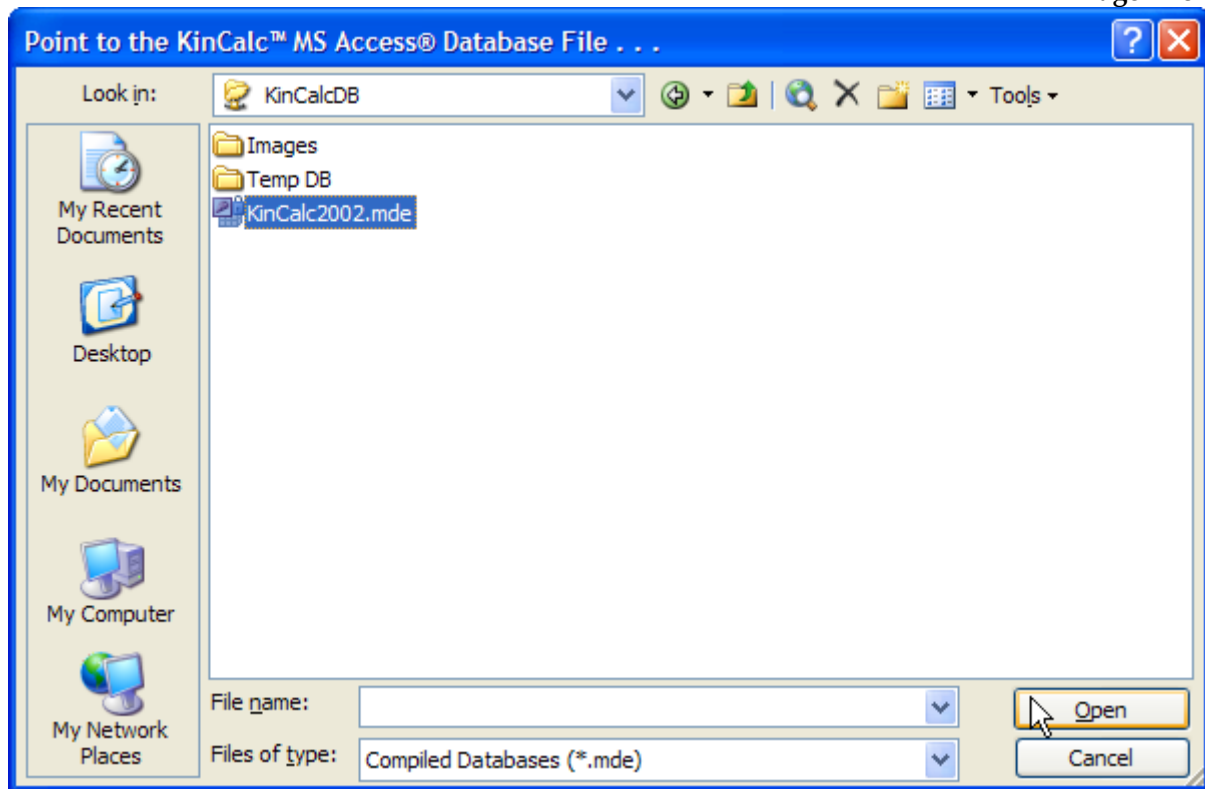 Point to the KinCalc™ MS Access® Database File . . .
Look in:
KinCalcDB
Tools
Images
Temp DB
KinCalc2002.mde
My Recent
Documents
Desktop
My Documents
My Computer
My Network
Places
File name:
Open
Files of type:
Compiled Databases (*.mde)
Cancel